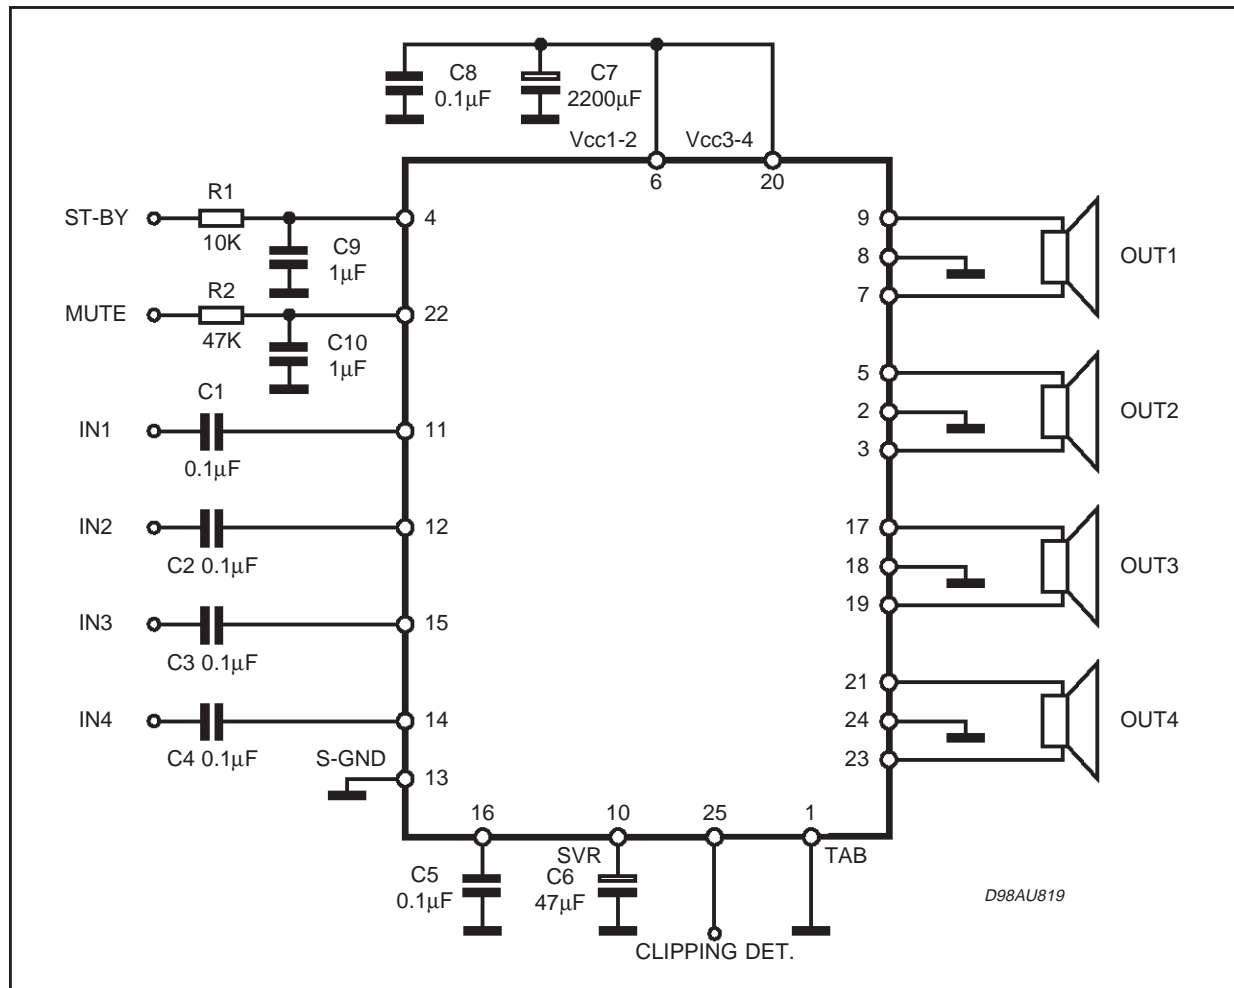 C8
0.1μF
C7
2200μF
Vcc1-2
Vcc3-4
6
20
ST-BY
R1
10K
4
C9
1μF
MUTE
R2
47K
22
C10
1μF
IN1
C1
0.1μF
11
IN2
C2 0.1μF
12
IN3
C3 0.1μF
15
IN4
C4 0.1μF
14
S-GND
13
9
8
7
OUT1
5
2
3
OUT2
17
18
19
OUT3
21
24
23
OUT4
16
10
25
1
SVR
TAB
C5
0.1μF
C6
47μF
CLIPPING DET.
D98AU819